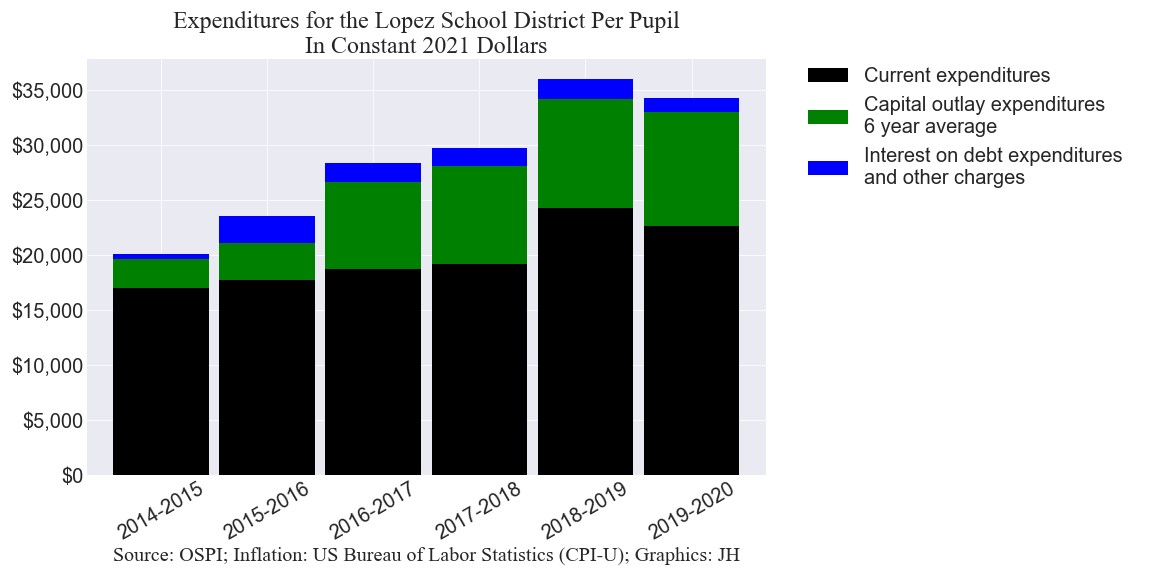 Expenditures for the Lopez School District Per Pupil
In Constant 2021 Dollars
$35,000
$30,000
$25,000
$20,000
$15,000
$10,000
$5,000
$0
2014-2015
2015-2016
2016-2017
2017-2018
2018-2019
2019-2020
Current expenditures
Capital outlay expenditures
6 year average
Interest on debt expenditures
and other charges
Source: OSPI; Inflation: US Bureau of Labor Statistics (CPI-U); Graphics: JH